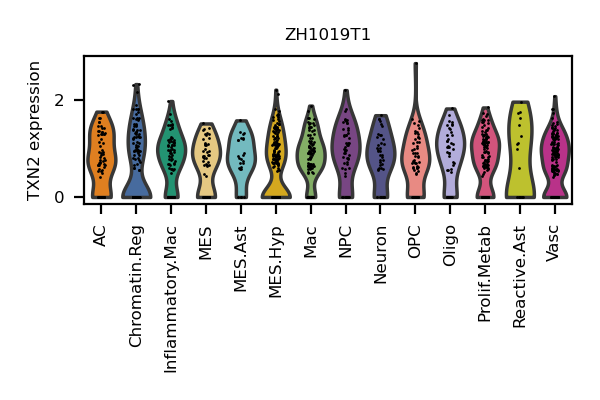 ZH1019T1
TXN2 expression
2
0
AC
Chromatin.Reg
Inflammatory.Mac
MES
MES.Ast
MES.Hyp
Mac
NPC
Neuron
OPC
Oligo
Prolif.Metab
Reactive.Ast
Vasc